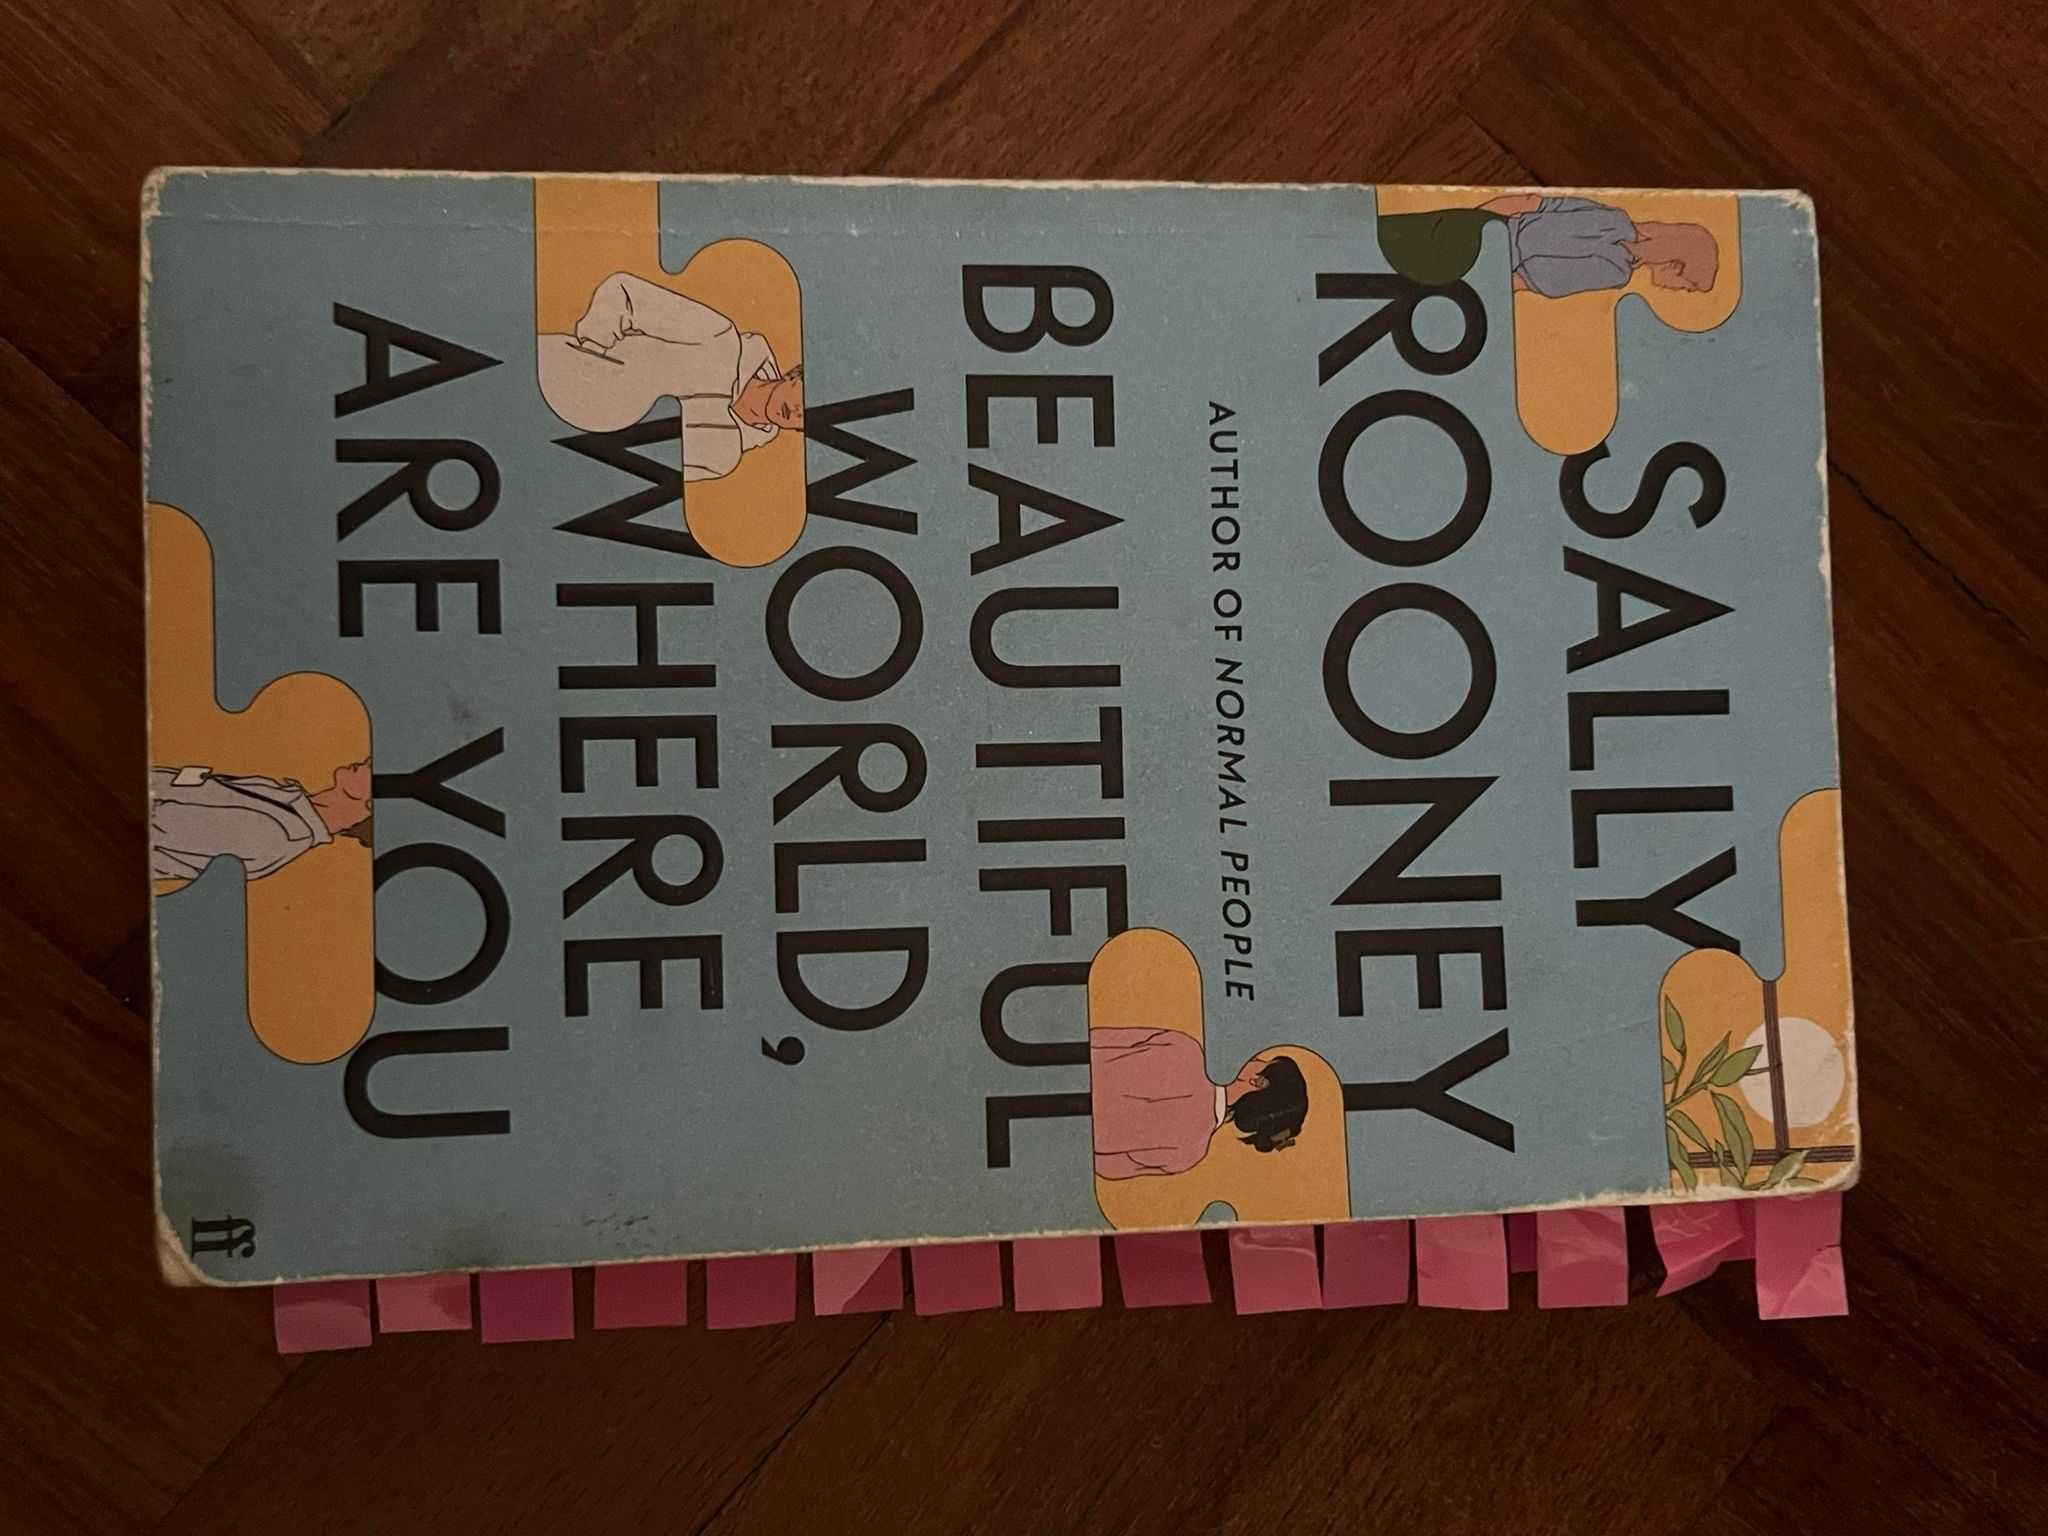 SALLY
ROONEY
AUTHOR OF NORMAL PEOPLE
BEAUTIFUL
WORLD,
WHERE
ARE YOU
ff